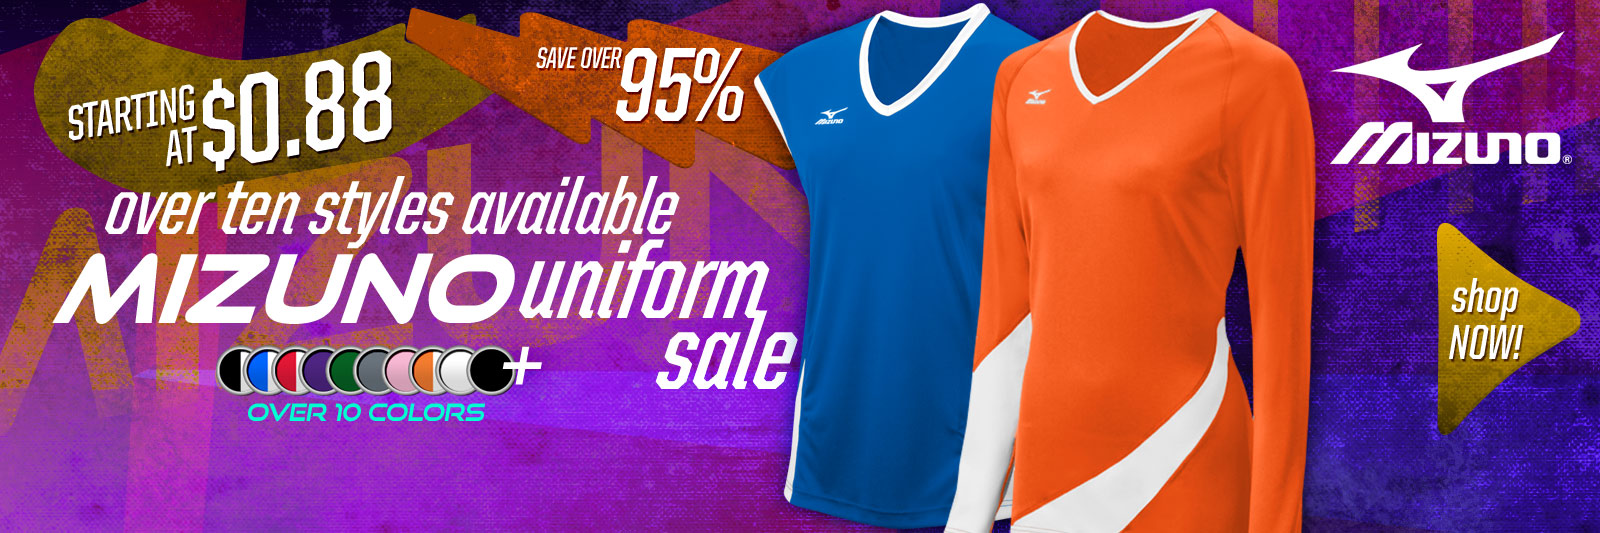 STARTING
AT $0.88
SAVE OVER 95%
over ten styles available
MIZUNO uniform
sale
+
OVER 10 COLORS
MIZUNO
MIZUNO
MIZUNO®
shop
NOW!